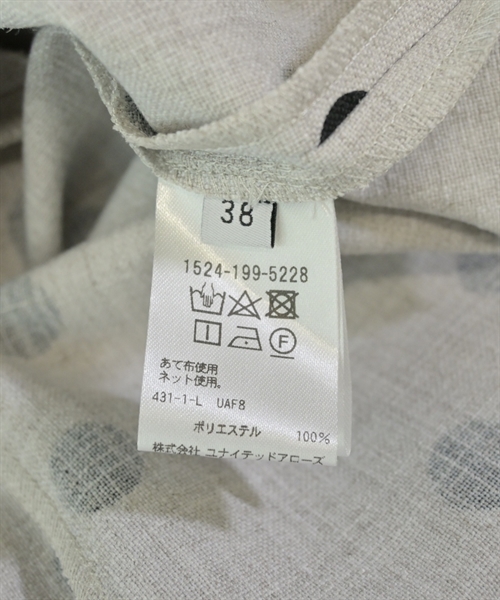 38
1524-199-5228
あて布使用
ネット使用。
431-1-L UAF8
ポリエステル 100%
株式会社 ユナイテッドアローズ